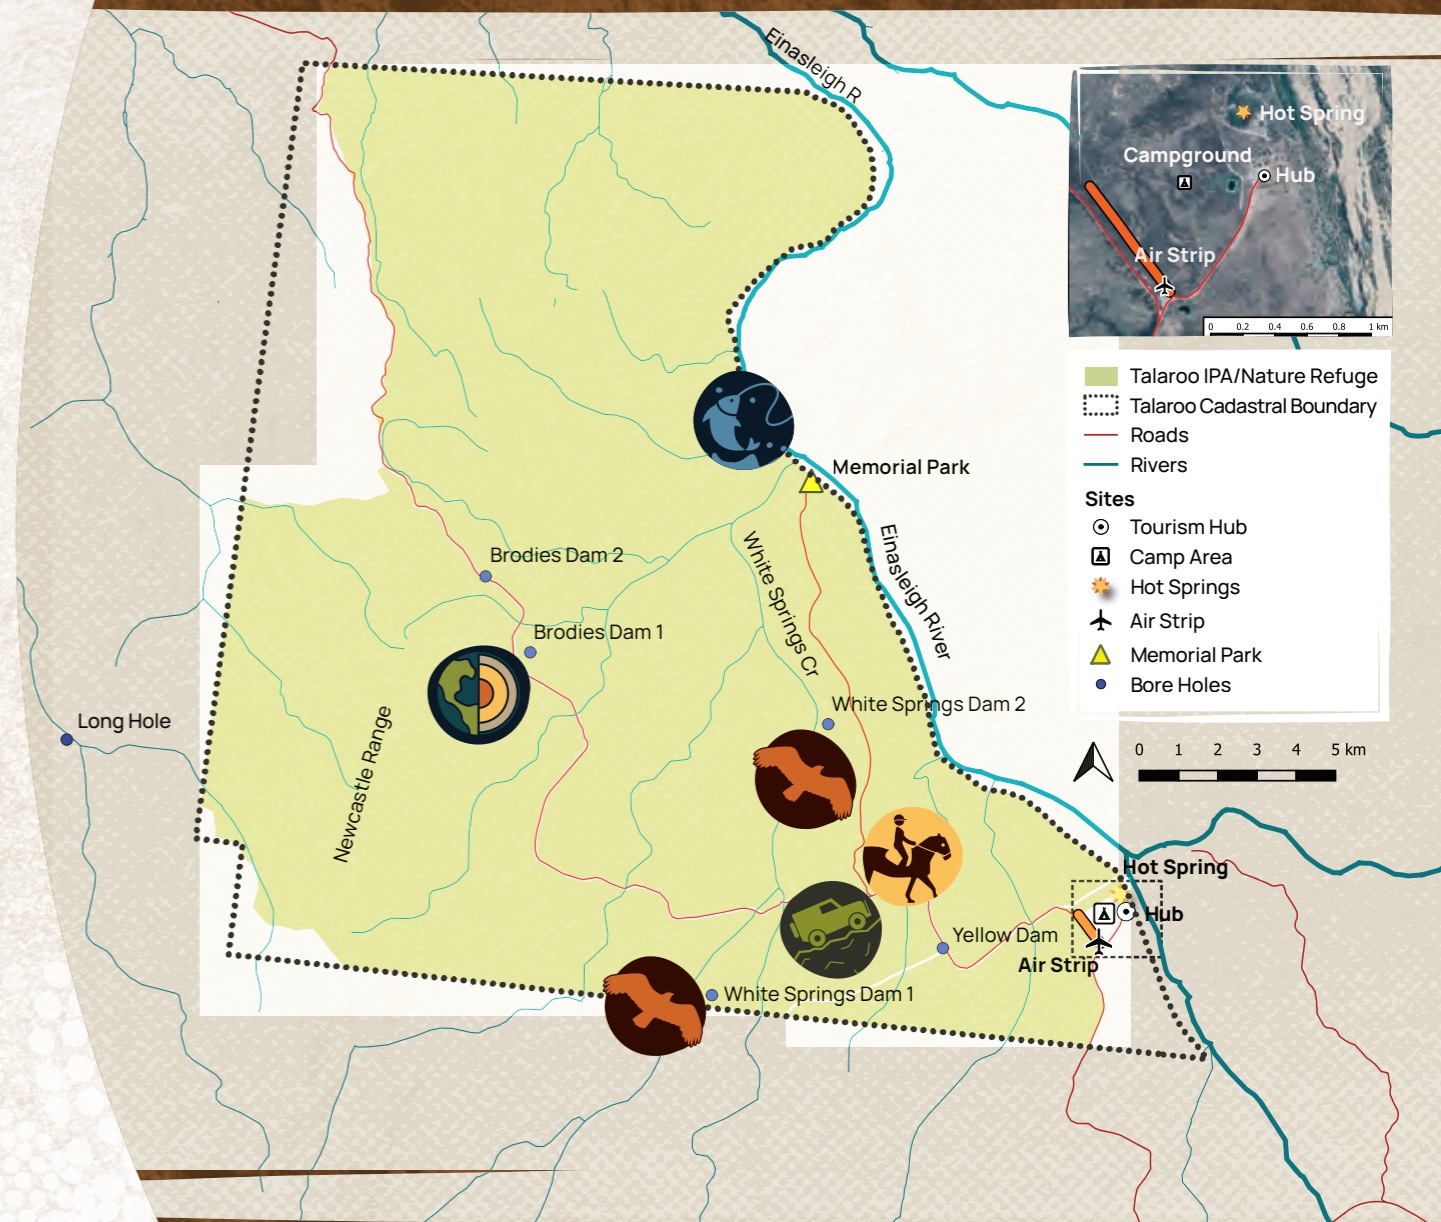 Einasleigh R
Hot Spring
Campground
Hub
Air Strip
0 0.2 0.4 0.6 0.8 1 km
Talaroo IPA/Nature Refuge
Talaroo Cadastral Boundary
Roads
Rivers
Sites
Tourism Hub
Camp Area
Hot Springs
Air Strip
Memorial Park
Bore Holes
0 1 2 3 4 5 km
Memorial Park
Einasleigh River
White Springs Cr
Brodies Dam 2
Brodies Dam 1
White Springs Dam 2
Long Hole
Newcastle Range
Hot Spring
Hub
Yellow Dam
Air Strip
White Springs Dam 1